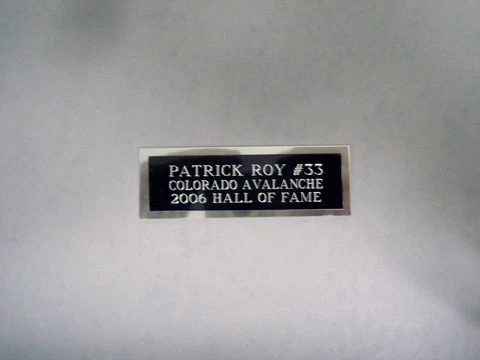 PATRICK ROY #33
COLORADO AVALANCHE
2006 HALL OF FAME